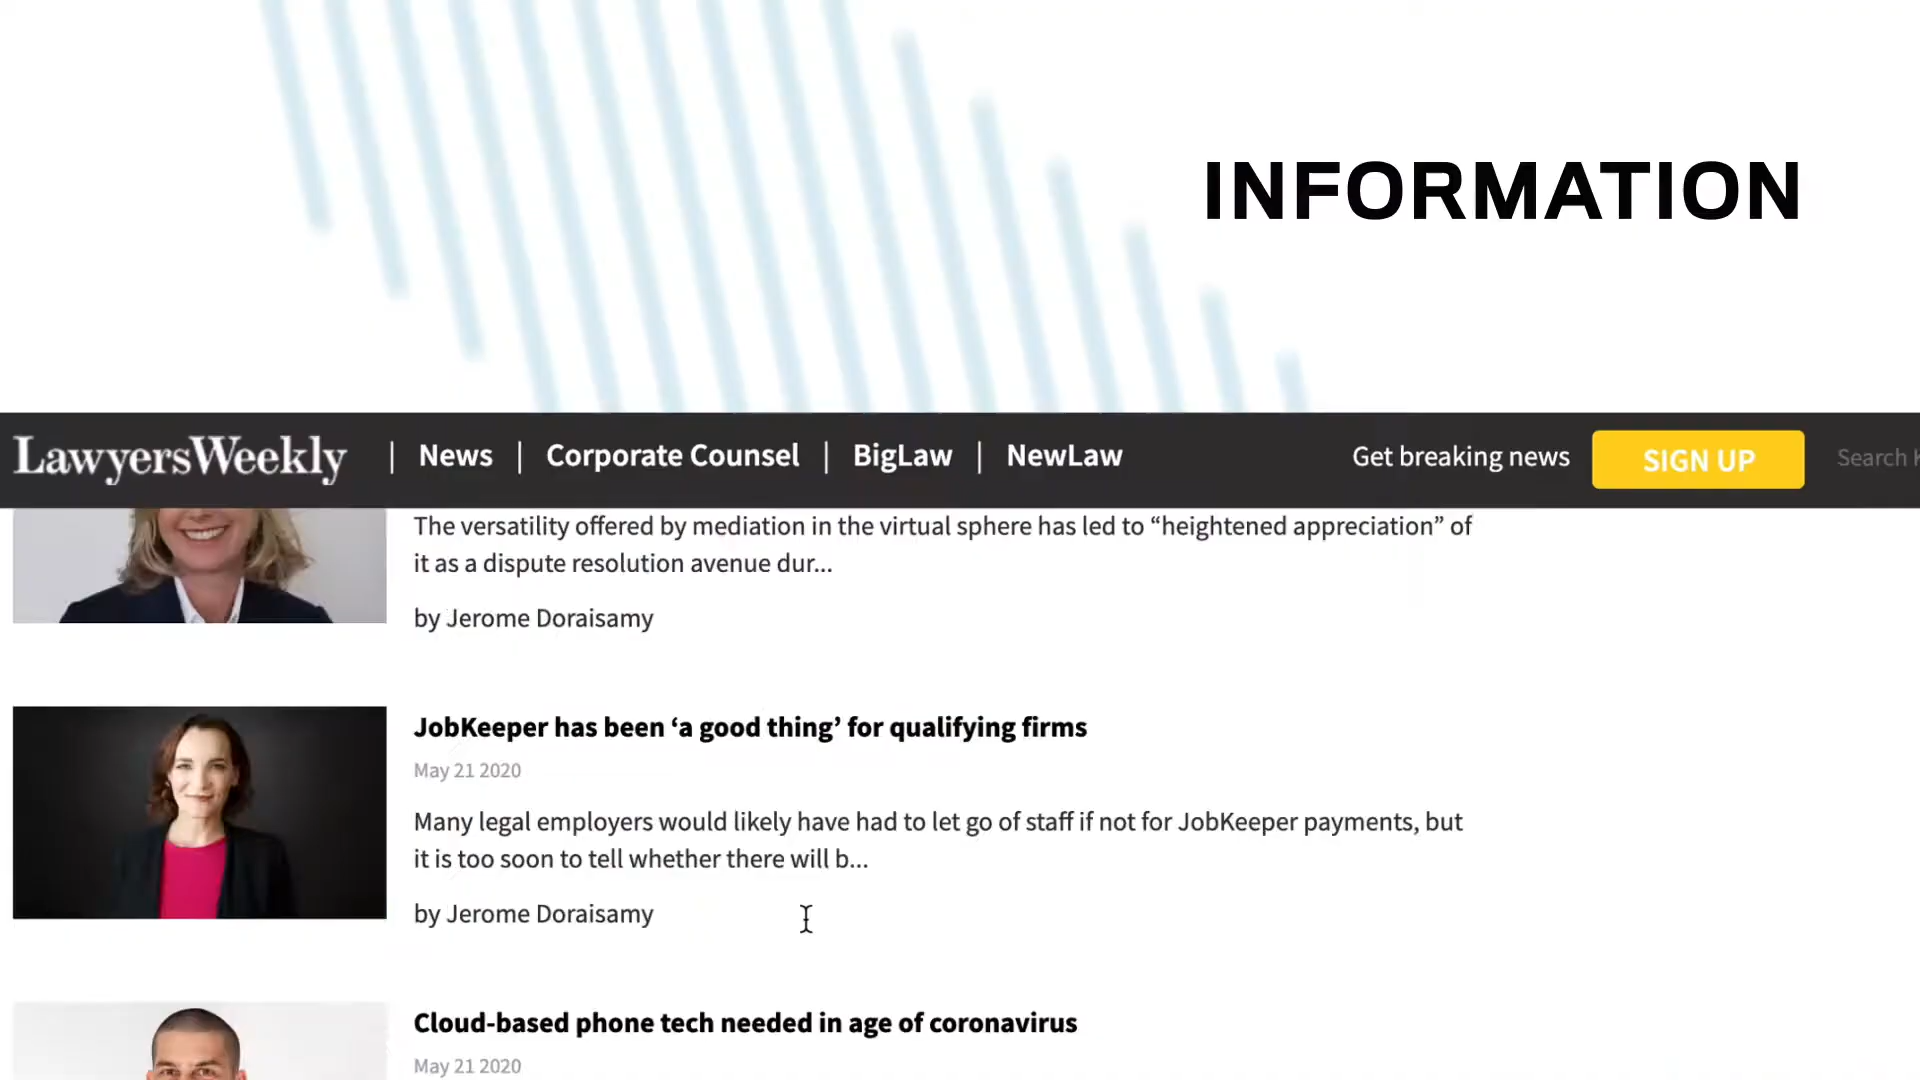 INFORMATION
LawyersWeekly | News | Corporate Counsel | BigLaw | NewLaw Get breaking news SIGN UP Search
The versatility offered by mediation in the virtual sphere has led to “heightened appreciation” of
it as a dispute resolution avenue dur...
by Jerome Doraisamy
JobKeeper has been ‘a good thing’ for qualifying firms
May 21 2020
Many legal employers would likely have had to let go of staff if not for JobKeeper payments, but
it is too soon to tell whether there will b...
by Jerome Doraisamy
Cloud-based phone tech needed in age of coronavirus
May 21 2020